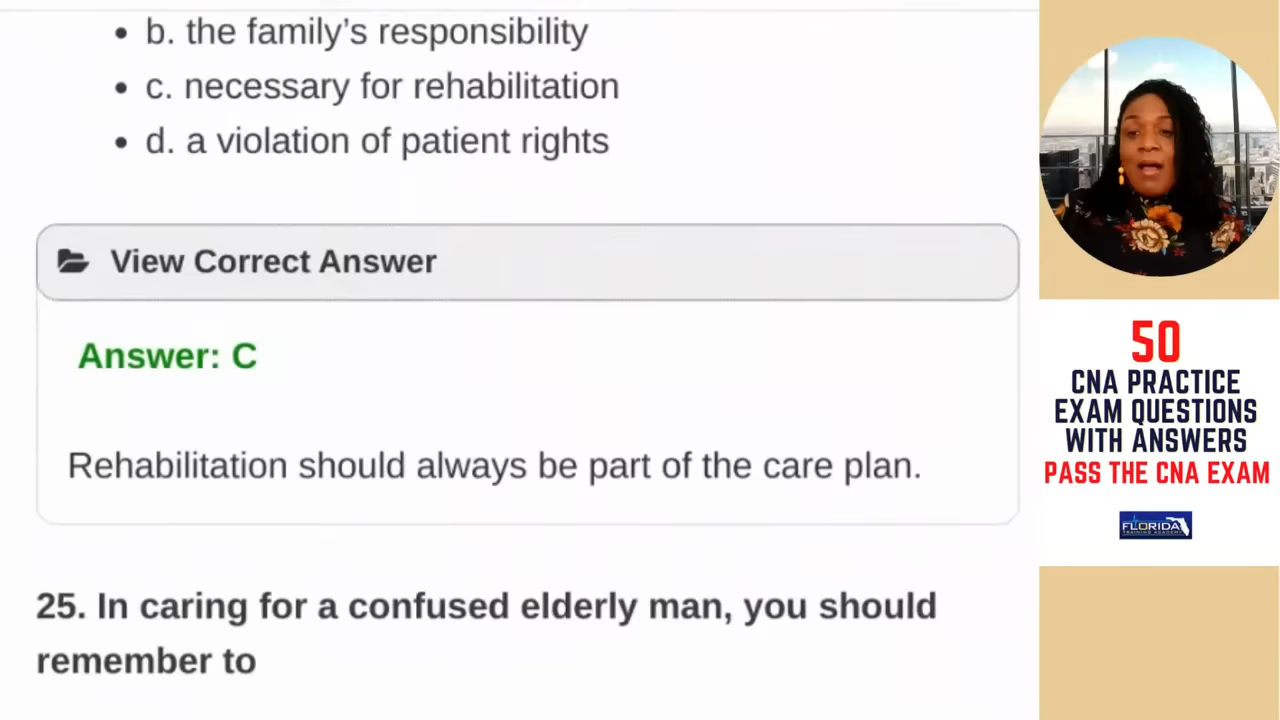 • b. the family’s responsibility
• c. necessary for rehabilitation
• d. a violation of patient rights
View Correct Answer
Answer: C
Rehabilitation should always be part of the care plan.
25. In caring for a confused elderly man, you should
remember to
50
CNA PRACTICE
EXAM QUESTIONS
WITH ANSWERS
PASS THE CNA EXAM
FLORIDA
TRAINING ACADEMY